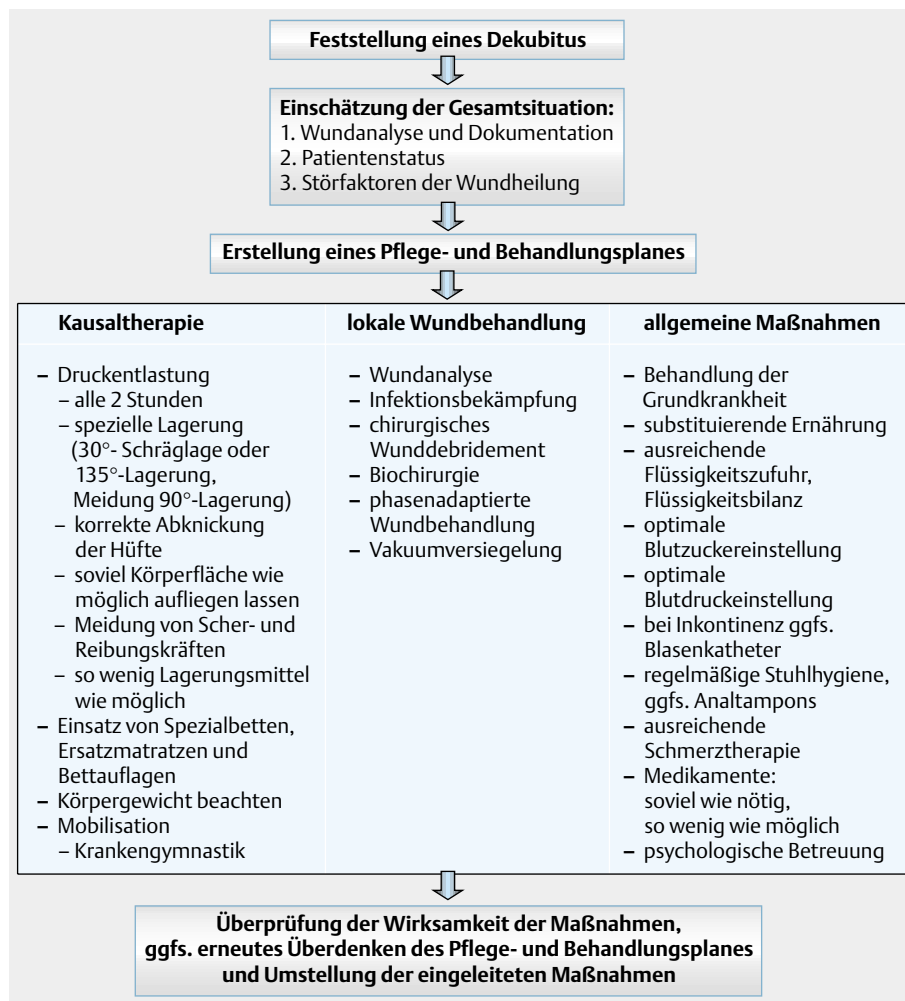 Feststellung eines Dekubitus
Einschätzung der Gesamtsituation:
1. Wundanalyse und Dokumentation
2. Patientenstatus
3. Störfaktoren der Wundheilung
Erstellung eines Pflege- und Behandlungsplanes
Kausaltherapie
– Druckentlastung
– alle 2 Stunden
– spezielle Lagerung
(30°- Schräglage oder
135°-Lagerung,
Meidung 90°-Lagerung)
– korrekte Abknickung
der Hüfte
– soviel Körperfläche wie
möglich aufliegen lassen
– Meidung von Scher- und
Reibungskräften
– so wenig Lagerungsmittel
wie möglich
– Einsatz von Spezialbetten,
Ersatzmatratzen und
Bettauflagen
– Körpergewicht beachten
– Mobilisation
– Krankengymnastik
lokale Wundbehandlung
– Wundanalyse
– Infektionsbekämpfung
– chirurgisches
Wunddebridement
– Biochirurgie
– phasenadaptierte
Wundbehandlung
– Vakuumversiegelung
allgemeine Maßnahmen
– Behandlung der
Grundkrankheit
– substituierende Ernährung
– ausreichende
Flüssigkeitszufuhr,
Flüssigkeitsbilanz
– optimale
Blutzuckereinstellung
– optimale
Blutdruckeinstellung
– bei Inkontinenz ggfs.
Blasenkatheter
– regelmäßige Stuhlhygiene,
ggfs. Analtampons
– ausreichende
Schmerztherapie
– Medikamente:
soviel wie nötig,
so wenig wie möglich
– psychologische Betreuung
Überprüfung der Wirksamkeit der Maßnahmen,
ggfs. erneutes Überdenken des Pflege- und Behandlungsplanes
und Umstellung der eingeleiteten Maßnahmen